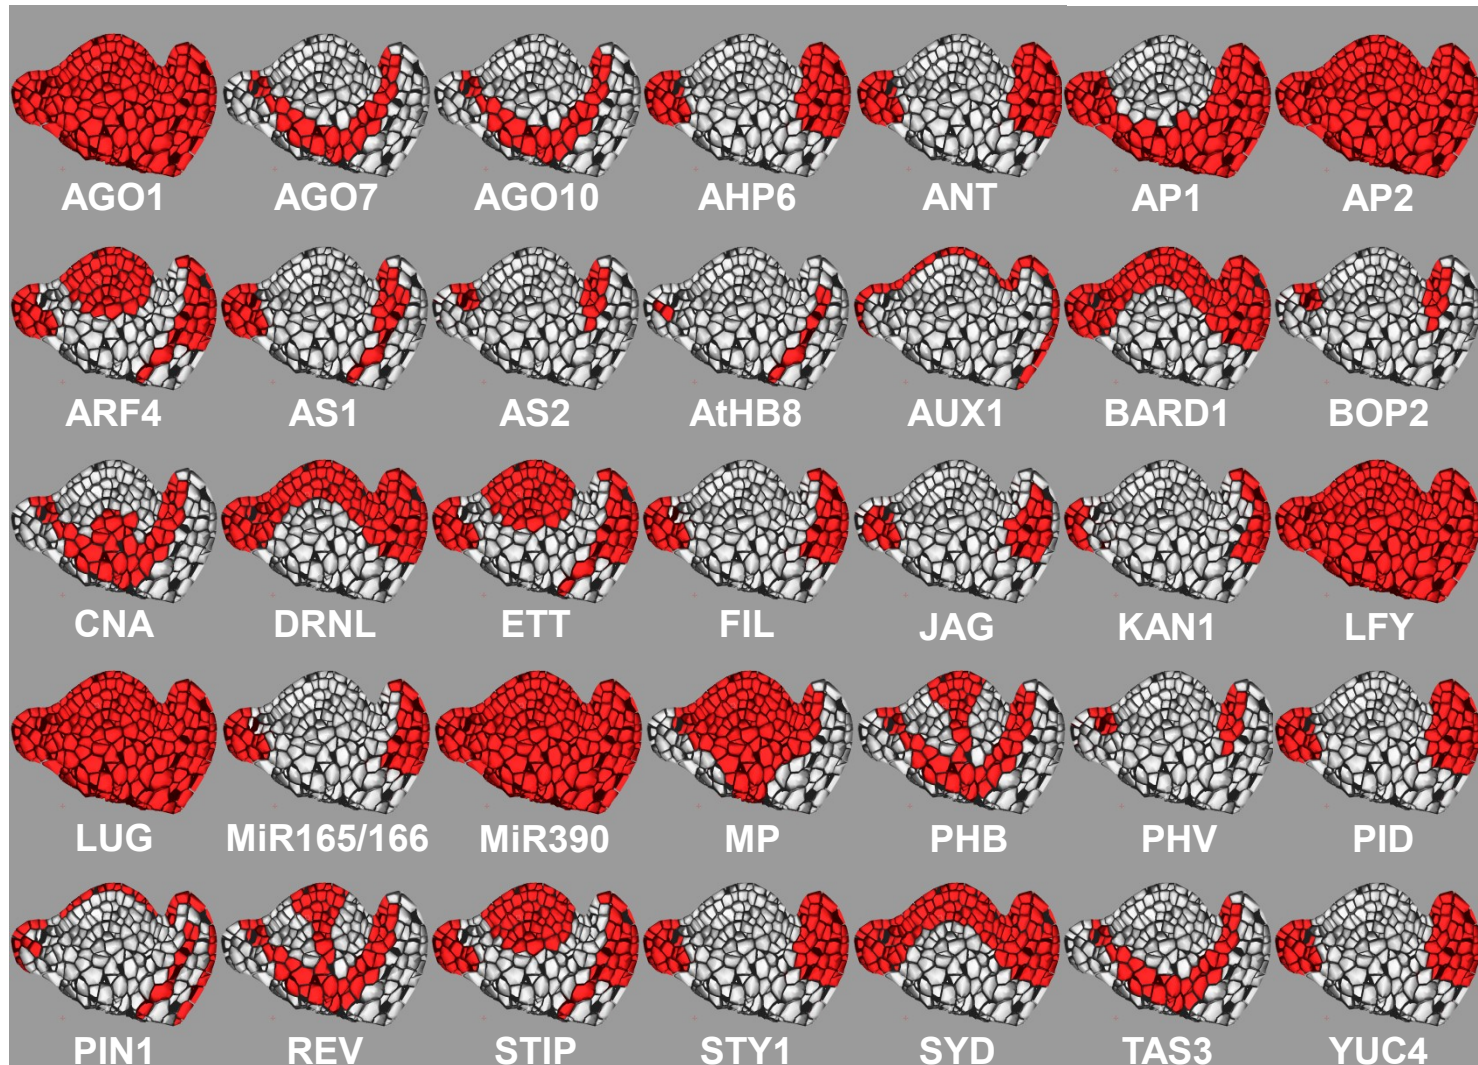 AGO1 AGO7 AGO10 AHP6 ANT AP1 AP2
ARF4 AS1 AS2 AtHB8 AUX1 BARD1 BOP2
CNA DRNL ETT FIL JAG KAN1 LFY
LUG MiR165/166 MiR390 MP PHB PHV PID
PIN1 REV STIP STY1 SYD TAS3 YUC4